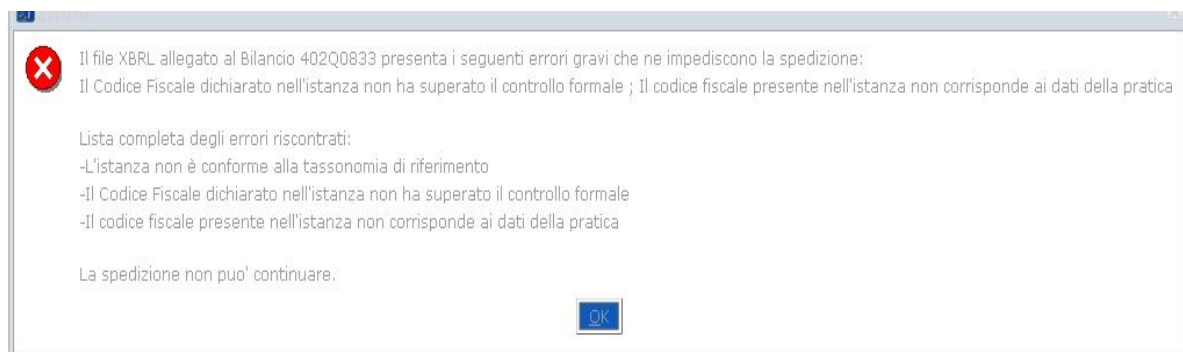 Il file XBRL allegato al Bilancio 402Q0833 presenta i seguenti errori gravi che ne impediscono la spedizione:
Il Codice Fiscale dichiarato nell'istanza non ha superato il controllo formale ; Il codice fiscale presente nell'istanza non corrisponde ai dati della pratica
Lista completa degli errori riscontrati:
-L'istanza non è conforme alla tassonomia di riferimento
-Il Codice Fiscale dichiarato nell'istanza non ha superato il controllo formale
-Il codice fiscale presente nell'istanza non corrisponde ai dati della pratica
La spedizione non puo' continuare.
OK